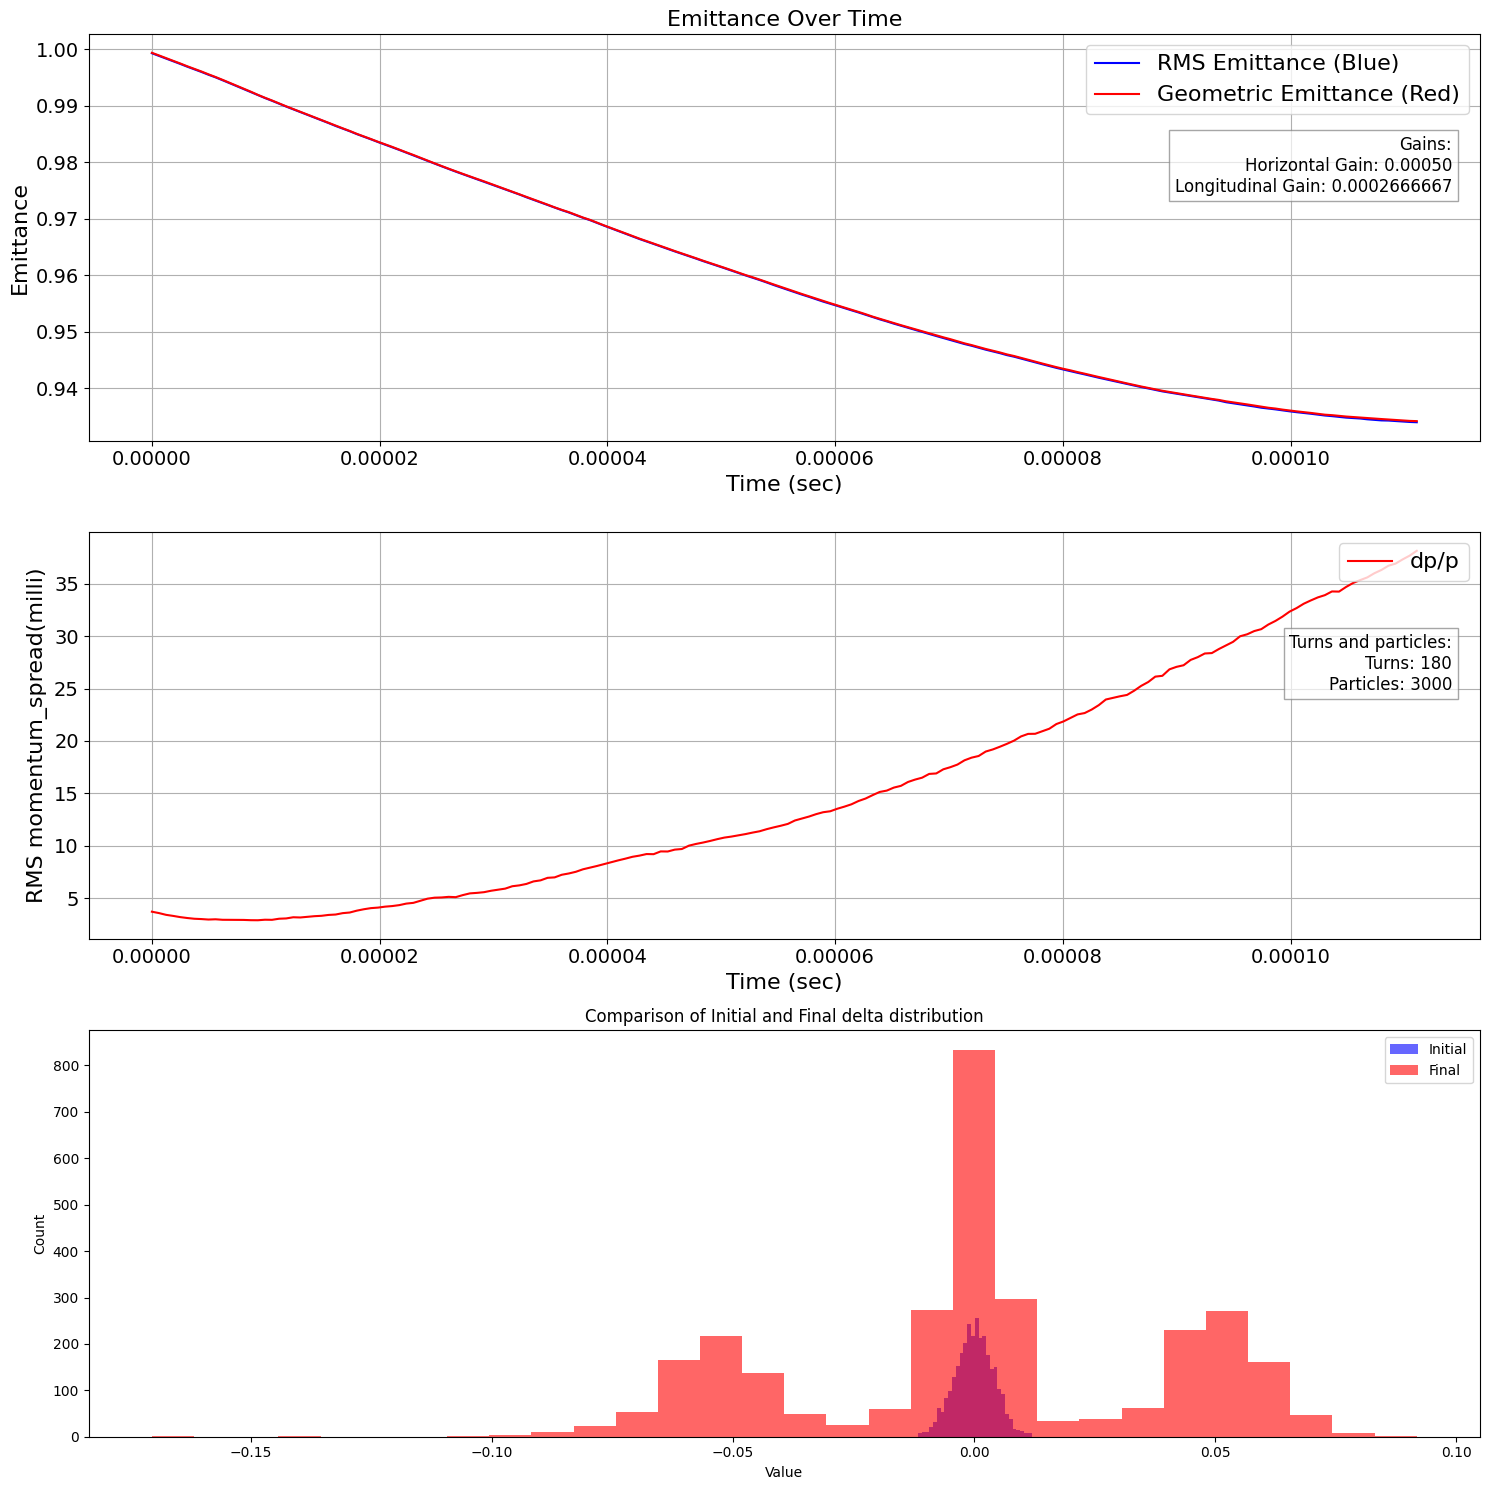 Emittance Over Time
1.00
0.99
0.98
0.97
0.96
0.95
0.94
Emittance
RMS Emittance (Blue)
Geometric Emittance (Red)
Gains:
Horizontal Gain: 0.00050
Longitudinal Gain: 0.0002666667
0.00000 0.00002 0.00004 0.00006 0.00008 0.00010
Time (sec)
35
30
25
20
15
10
5
RMS momentum_spread(milli)
dp/p
Turns and particles:
Turns: 180
Particles: 3000
0.00000 0.00002 0.00004 0.00006 0.00008 0.00010
Time (sec)
Comparison of Initial and Final delta distribution
800
700
600
500
400
300
200
100
0
Count
Initial
Final
−0.15 −0.10 −0.05 0.00 0.05 0.10
Value